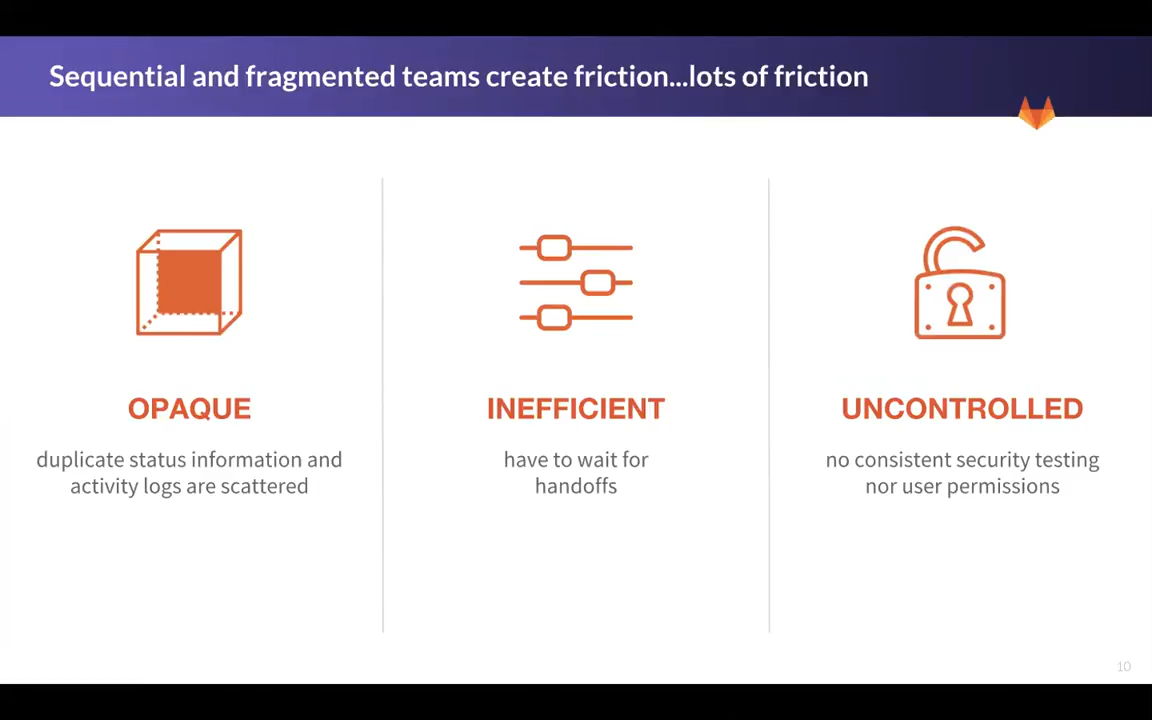 Sequential and fragmented teams create friction...lots of friction
OPAQUE
duplicate status information and
activity logs are scattered
INEFFICIENT
have to wait for
handoffs
UNCONTROLLED
no consistent security testing
nor user permissions
10